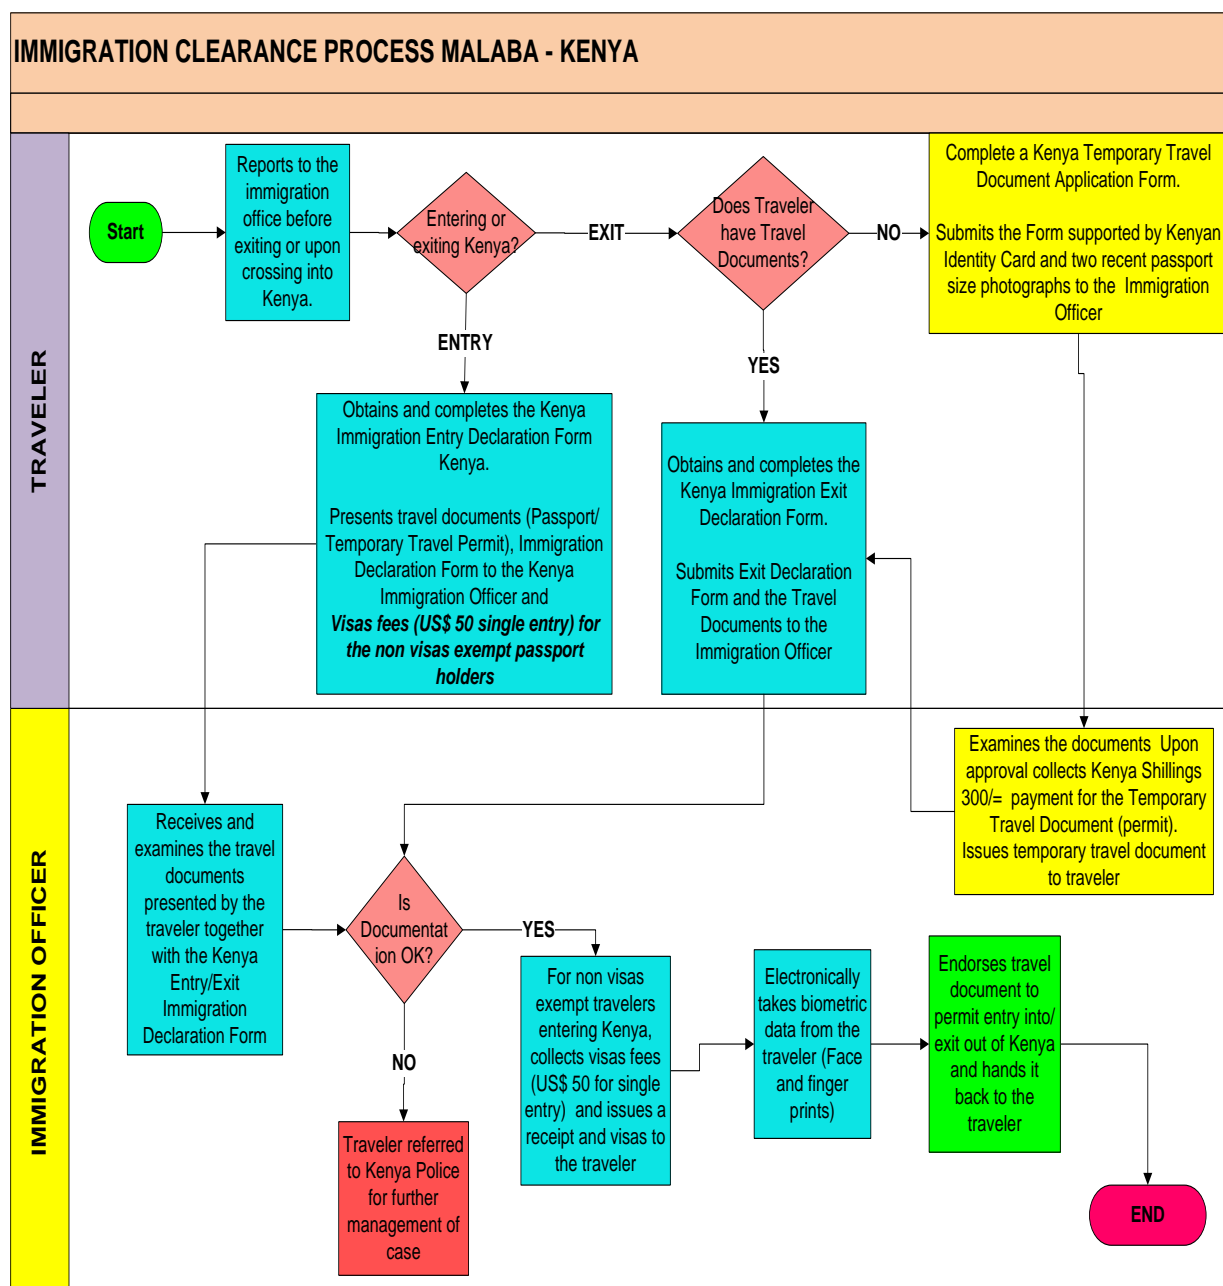 IMMIGRATION CLEARANCE PROCESS MALABA - KENYA
TRAVELER
Start
Reports to the
immigration
office before
exiting or upon
crossing into
Kenya.
Entering or
exiting Kenya?
EXIT
Does Traveler
have Travel
Documents?
NO
Complete a Kenya Temporary Travel
Document Application Form.
Submits the Form supported by Kenyan
Identity Card and two recent passport
size photographs to the Immigration
Officer
ENTRY
YES
Obtains and completes the Kenya
Immigration Entry Declaration Form
Kenya.
Presents travel documents (Passport/
Temporary Travel Permit), Immigration
Declaration Form to the Kenya
Immigration Officer and
Visas fees (US$ 50 single entry) for
the non visas exempt passport
holders
Obtains and completes the
Kenya Immigration Exit
Declaration Form.
Submits Exit Declaration
Form and the Travel
Documents to the
Immigration Officer
IMMIGRATION OFFICER
Examines the documents Upon
approval collects Kenya Shillings
300/= payment for the Temporary
Travel Document (permit).
Issues temporary travel document
to traveler
Receives and
examines the travel
documents
presented by the
traveler together
with the Kenya
Entry/Exit
Immigration
Declaration Form
Is
Documentat
ion OK?
YES
NO
For non visas
exempt travelers
entering Kenya,
collects visas fees
(US$ 50 for single
entry) and issues a
receipt and visas to
the traveler
Electronically
takes biometric
data from the
traveler (Face
and finger
prints)
Endorses travel
document to
permit entry into/
exit out of Kenya
and hands it
back to the
traveler
Traveler referred
to Kenya Police
for further
management of
case
END